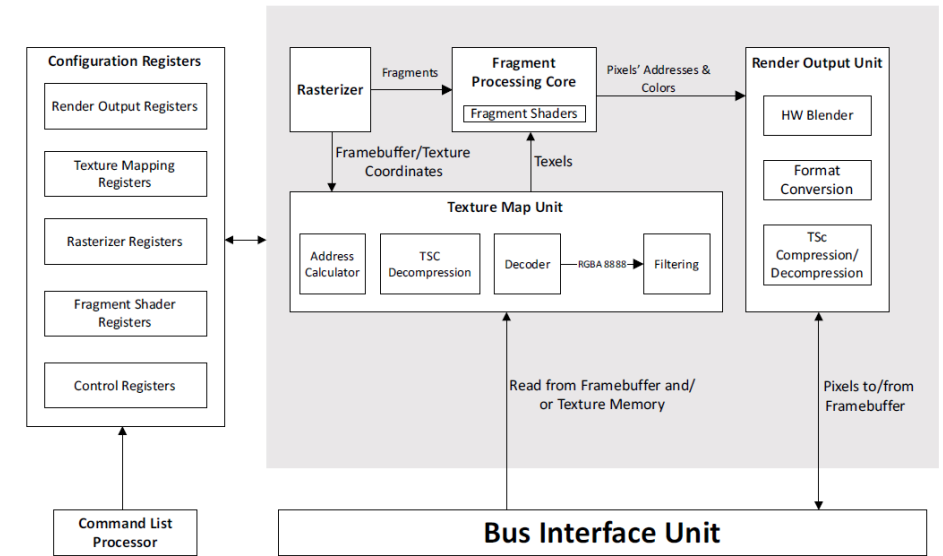 Configuration Registers
Render Output Registers
Texture Mapping
Registers
Rasterizer Registers
Fragment Shader
Registers
Control Registers
Command List
Processor
Rasterizer
Fragments
Fragment
Processing Core
Fragment Shaders
Pixels' Addresses &
Colors
Render Output Unit
HW Blender
Format
Conversion
TSc
Compression/
Decompression
Framebuffer/Texture
Coordinates
Texels
Texture Map Unit
Address
Calculator
TSC
Decompression
Decoder
RGBA 8888
Filtering
Read from Framebuffer and/
or Texture Memory
Pixels to/from
Framebuffer
Bus Interface Unit